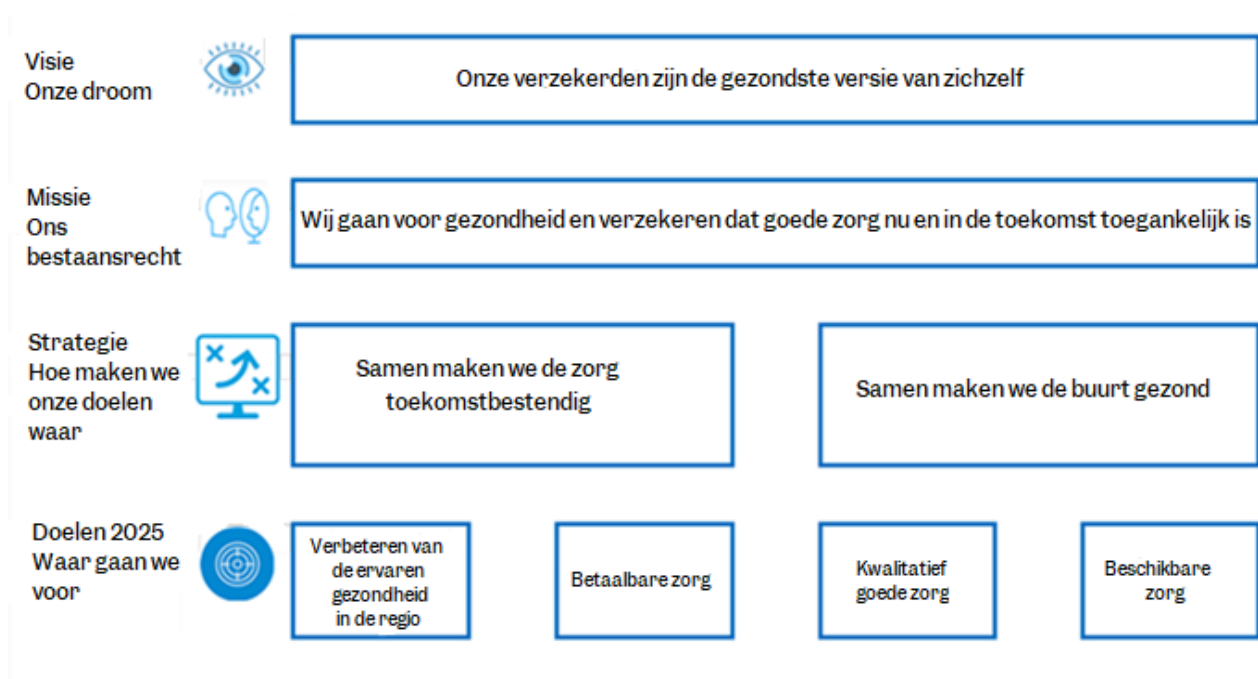 Visie
Onze droom
Onze verzekerden zijn de gezondste versie van zichzelf
Missie
Ons
bestaansrecht
Wij gaan voor gezondheid en verzekeren dat goede zorg nu en in de toekomst toegankelijk is
Strategie
Hoe maken we
onze doelen
waar
Samen maken we de zorg
toekomstbestendig
Samen maken we de buurt gezond
Doelen 2025
Waar gaan we
voor
Verbeteren van
de ervaren
gezondheid
in de regio
Betaalbare zorg
Kwalitatief
goede zorg
Beschikbare
zorg